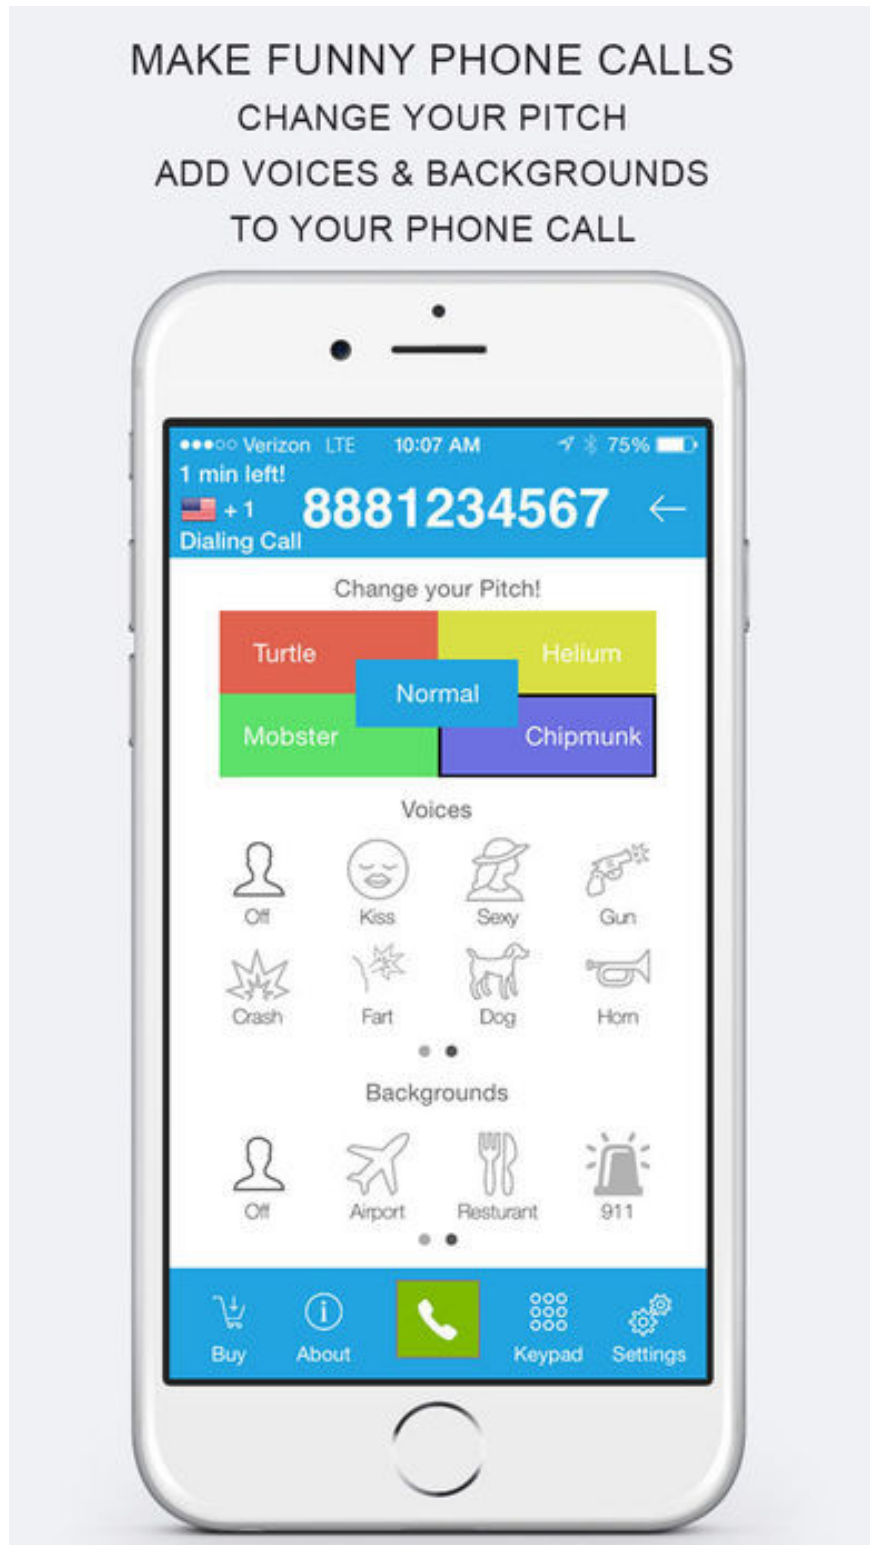 MAKE FUNNY PHONE CALLS
CHANGE YOUR PITCH
ADD VOICES & BACKGROUNDS
TO YOUR PHONE CALL
Verizon LTE 10:07 AM 75%
1 min left!
+ 1 8881234567
Dialing Call
Change your Pitch!
Turtle Helium
Normal
Mobster Chipmunk
Voices
Off Kiss Sexy Gun
Crash Fart Dog Horn
Backgrounds
Off Airport Resturant 911
Buy About Keypad Settings